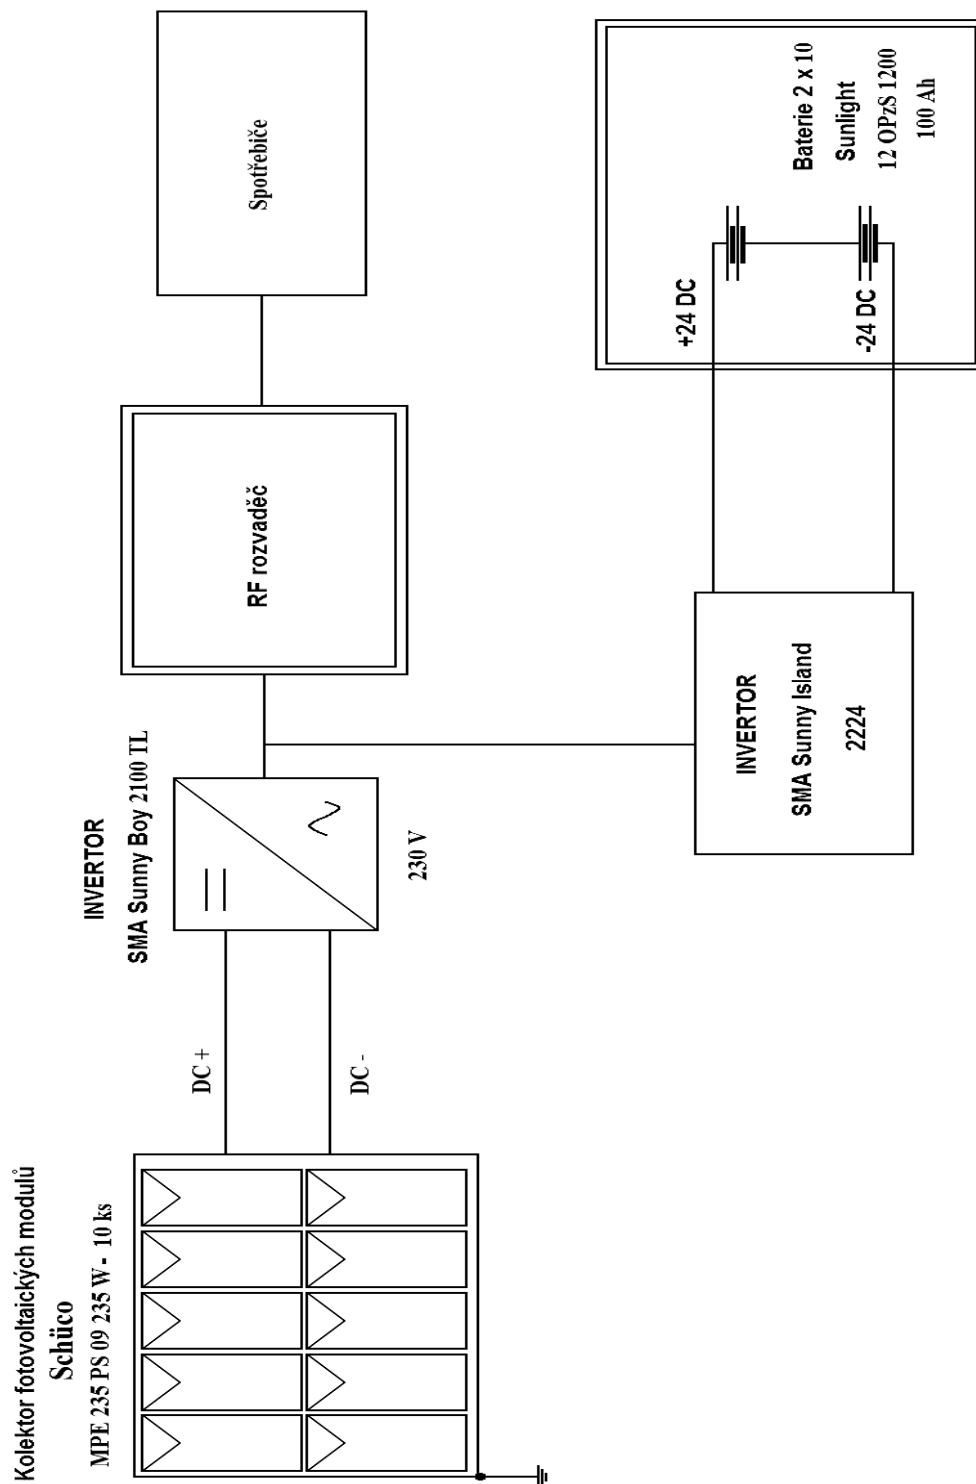 Kolektor fotovoltaických modulů
Schüco
MPE 235 PS 09 235 W - 10 ks
DC +
DC -
INVERTOR
SMA Sunny Boy 2100 TL
230 V
RF rozvaděč
Spotřebiče
INVERTOR
SMA Sunny Island
2224
+24 DC
-24 DC
Baterie 2 x 10
Sunlight
12 OPzS 1200
100 Ah